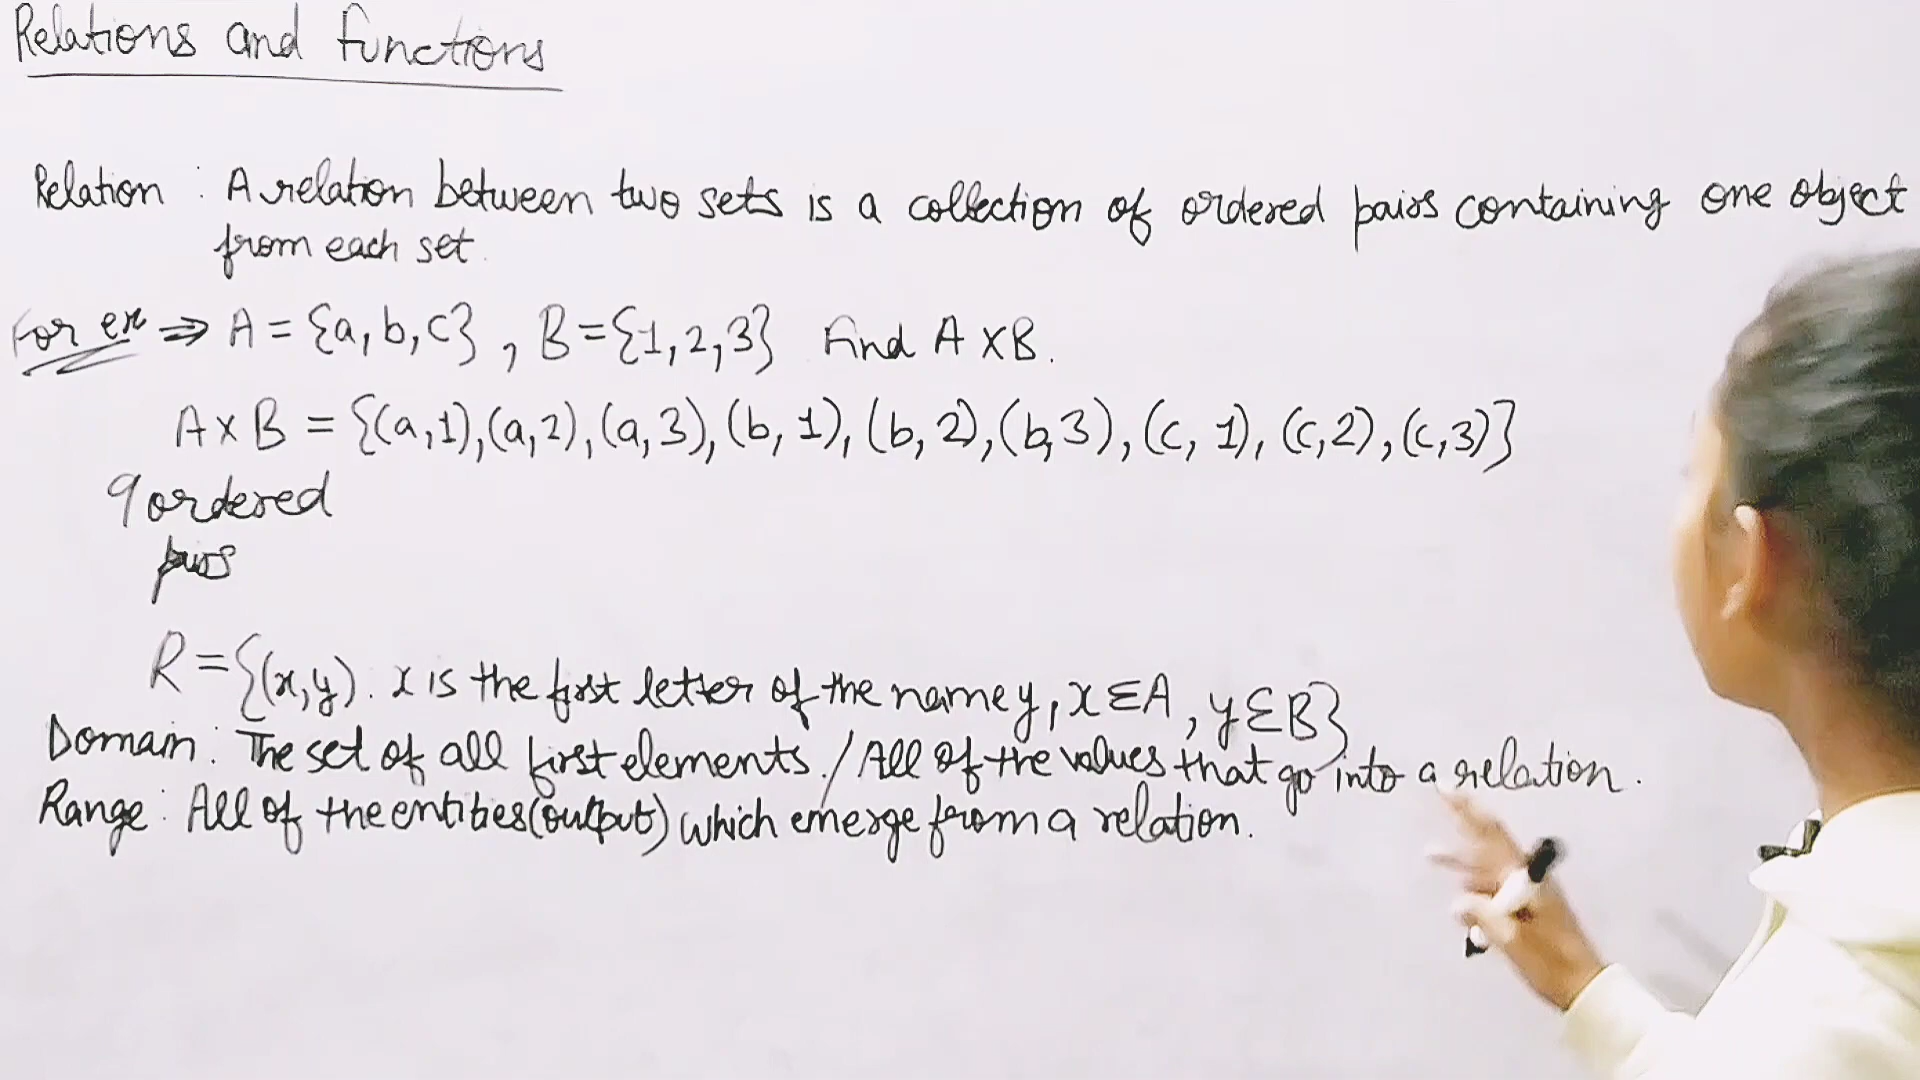 Relations and functions
Relation : A relation between two sets is a collection of ordered pairs containing one object
from each set.
For ex ⇒ A = {a, b, c} , B = {1, 2, 3} Find A X B.
A x B = {(a,1), (a,2), (a,3), (b,1), (b,2), (b,3), (c,1), (c,2), (c,3)}
9 ordered
pairs
R = {(x,y) : x is the first letter of the name y, x ∈ A , y ∈ B}
Domain : The set of all first elements. / All of the values that go into a relation.
Range : All of the entities (output) which emerge from a relation.